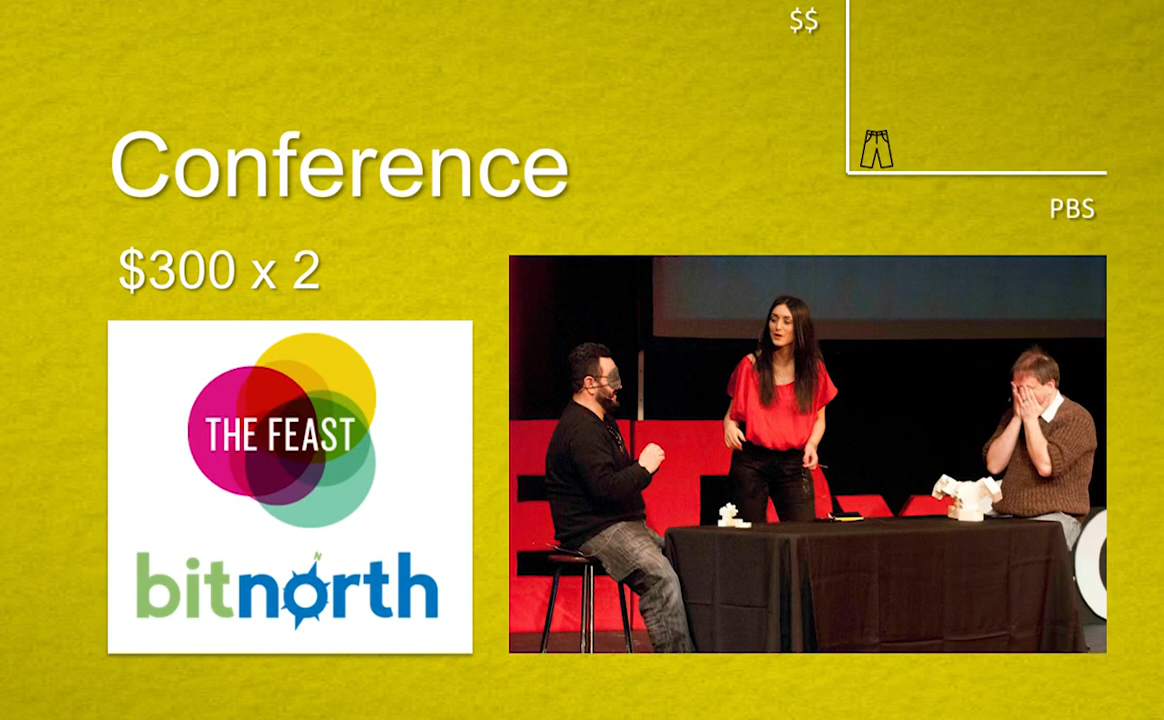 $$
Conference
PBS
$300 x 2
THE FEAST
bitnorth
N